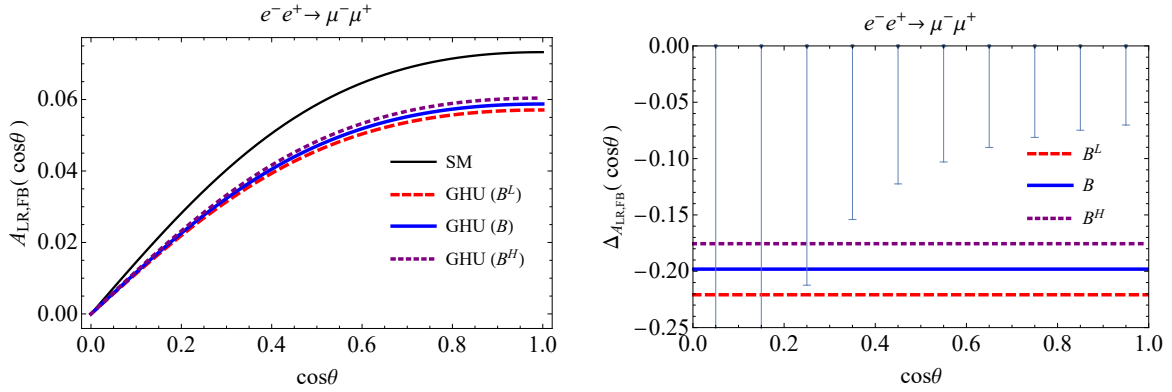 e⁻e⁺→μ⁻μ⁺
A_LR,FB(cosθ)
0.06
0.04
0.02
0.00
SM
GHU (B^L)
GHU (B)
GHU (B^H)
0.0 0.2 0.4 0.6 0.8 1.0
cosθ
e⁻e⁺→μ⁻μ⁺
Δ_A_LR,FB(cosθ)
0.00
−0.05
−0.10
−0.15
−0.20
−0.25
B^L
B
B^H
0.0 0.2 0.4 0.6 0.8 1.0
cosθ